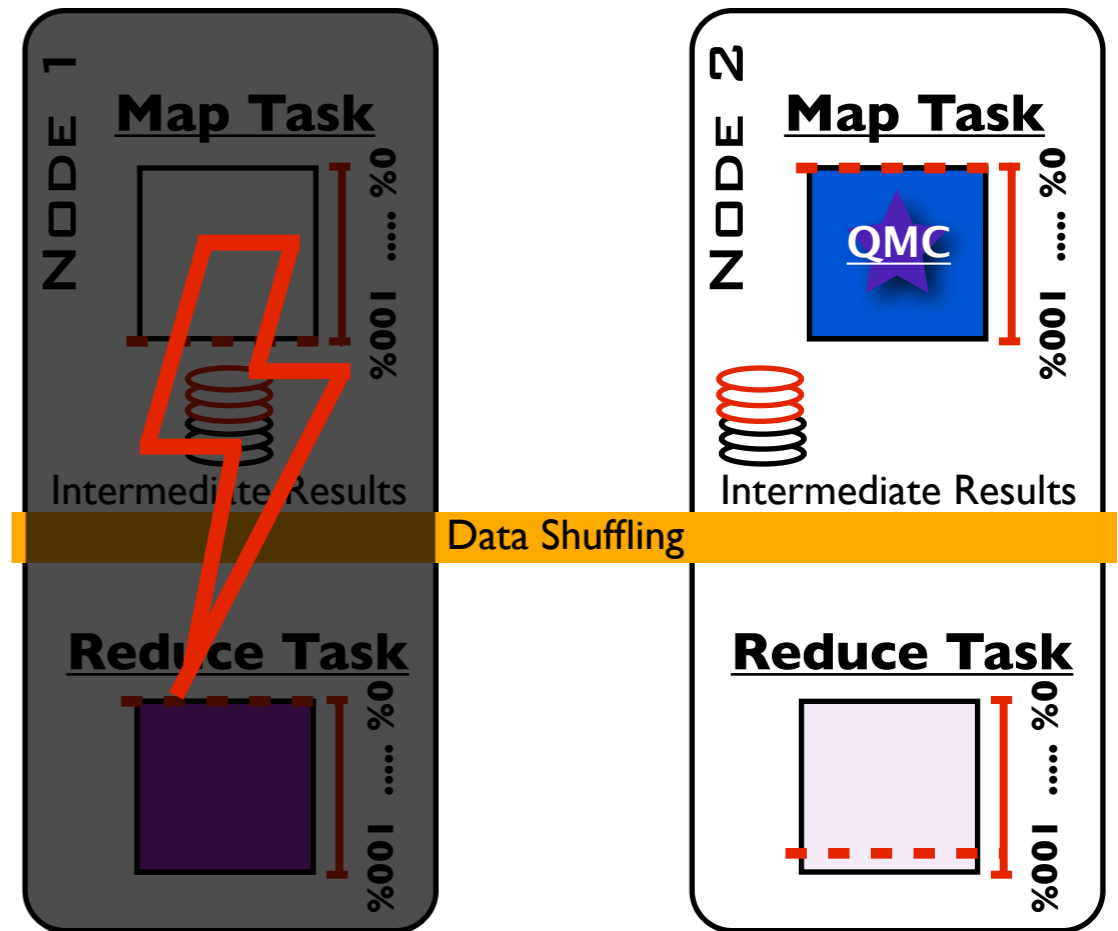 NODE 1
Map Task
0% ..... 100%
Intermediate Results
Reduce Task
0% ..... 100%
Data Shuffling
NODE 2
Map Task
QMC
0% ..... 100%
Intermediate Results
Reduce Task
0% ..... 100%